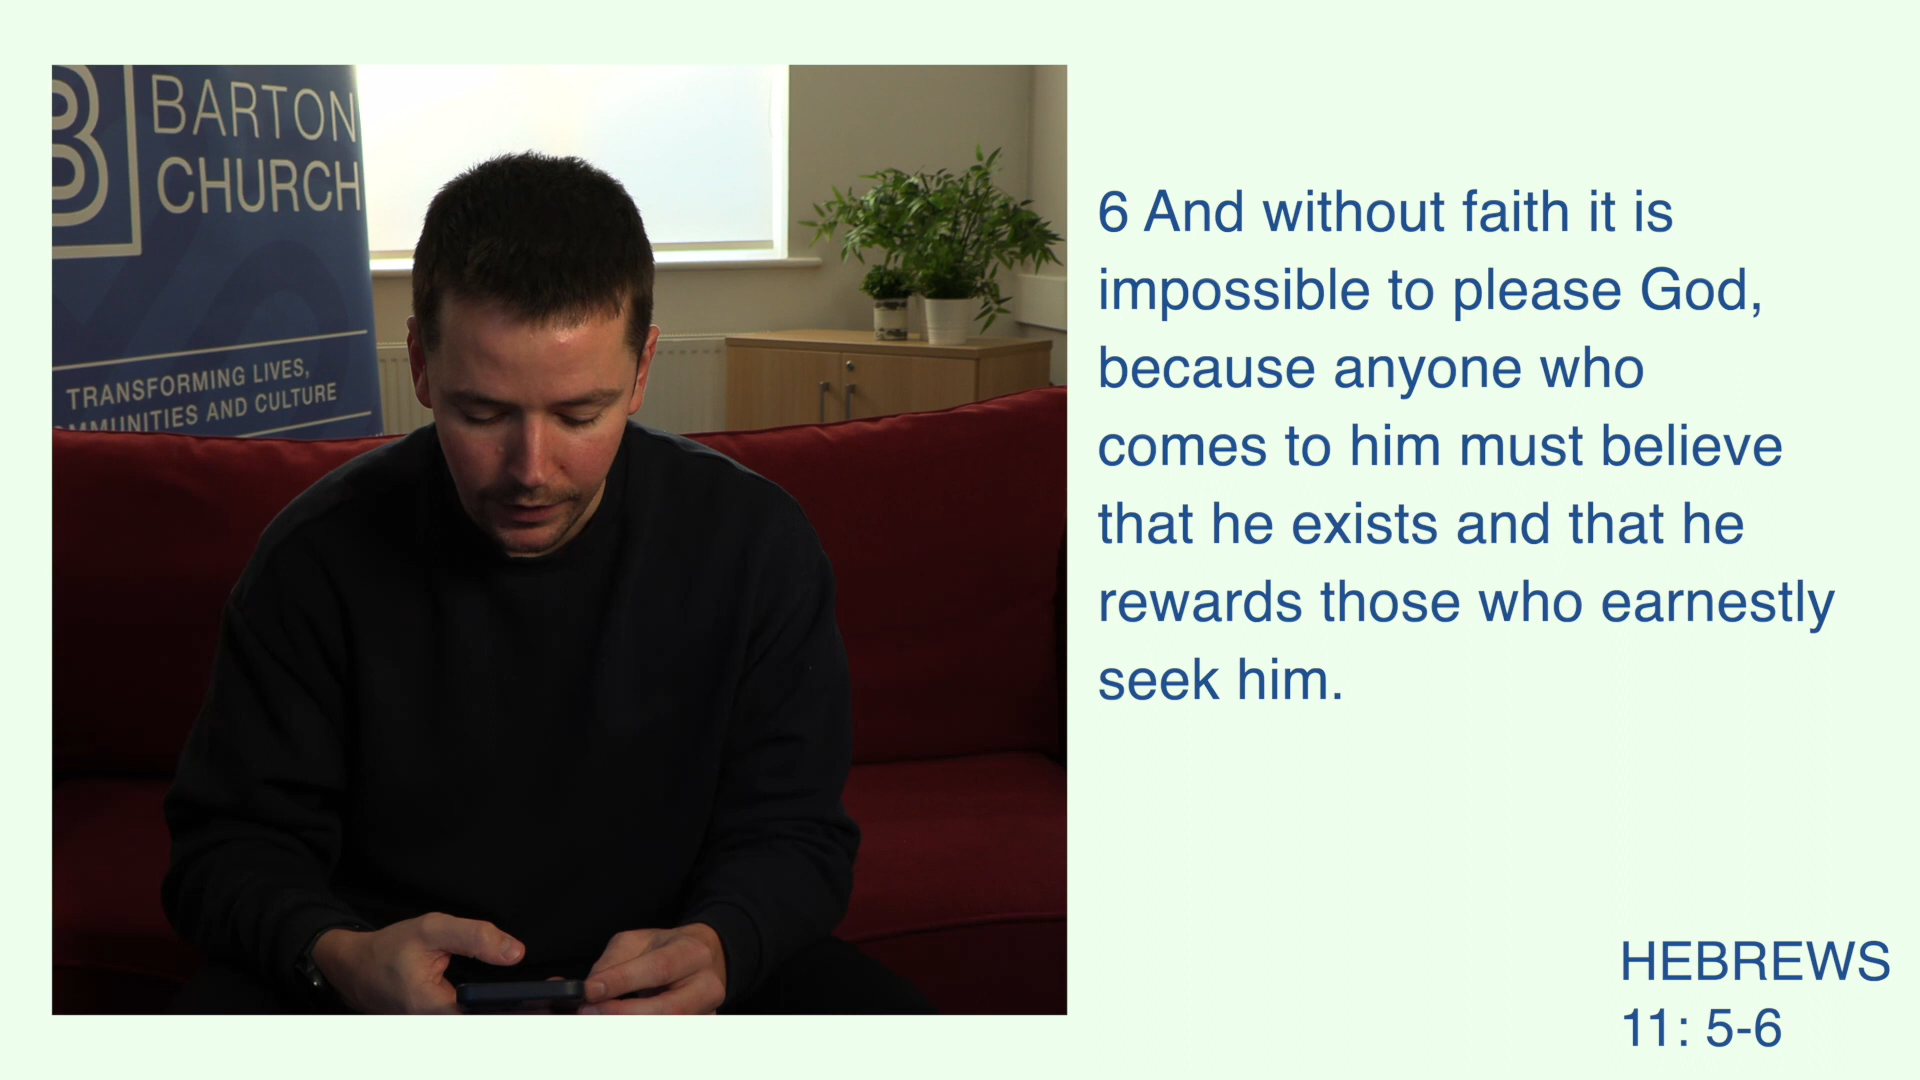 B
BARTON
CHURCH
TRANSFORMING LIVES,
MMUNITIES AND CULTURE
6 And without faith it is
impossible to please God,
because anyone who
comes to him must believe
that he exists and that he
rewards those who earnestly
seek him.
HEBREWS
11: 5-6